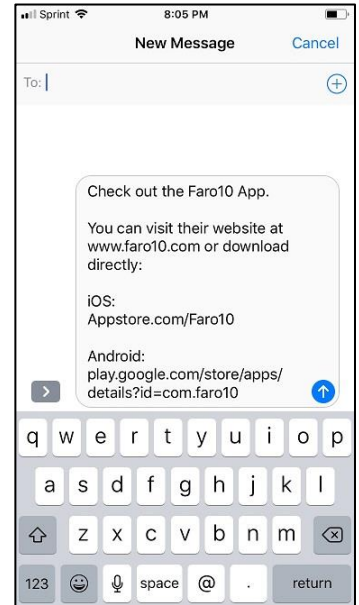 Sprint 8:05 PM
New Message Cancel
To:
Check out the Faro10 App.
You can visit their website at
www.faro10.com or download
directly:
iOS:
Appstore.com/Faro10
Android:
play.google.com/store/apps/
details?id=com.faro10
q w e r t y u i o p
a s d f g h j k l
z x c v b n m
123 space @ . return